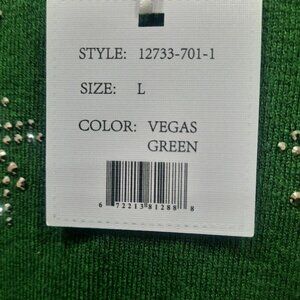 STYLE: 12733-701-1
SIZE: L
COLOR: VEGAS
GREEN
6 72213 81288 8